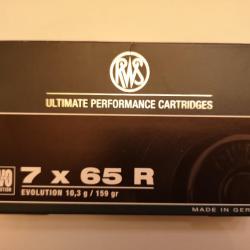 RWS
ULTIMATE PERFORMANCE CARTRIDGES
7 x 65 R
EVOLUTION 10,3 g / 159 gr
MADE IN GER